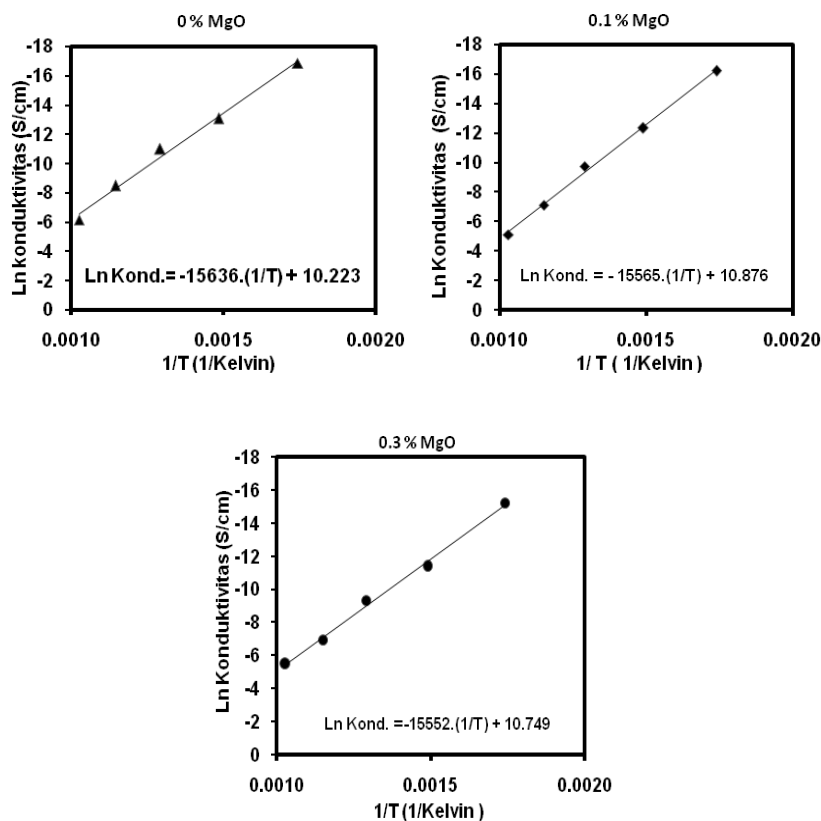 0 % MgO
Ln konduktivitas (S/cm)
-18
-16
-14
-12
-10
-8
-6
-4
-2
0
Ln Kond.= -15636.(1/T) + 10.223
0.0010 0.0015 0.0020
1/T (1/Kelvin)
0.1 % MgO
Ln konduktivitas (S/cm)
-18
-16
-14
-12
-10
-8
-6
-4
-2
0
Ln Kond. = - 15565.(1/T) + 10.876
0.0010 0.0015 0.0020
1/ T ( 1/Kelvin )
0.3 % MgO
Ln Konduktivitas (S/cm)
-18
-16
-14
-12
-10
-8
-6
-4
-2
0
Ln Kond. =-15552.(1/T) + 10.749
0.0010 0.0015 0.0020
1/T (1/Kelvin )